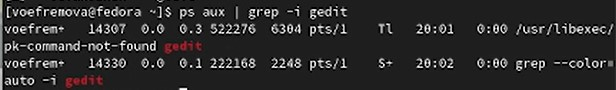 [voefremova@fedora ~]$ ps aux | grep -i gedit
voefrem+   14307  0.0  0.3 522276  6304 pts/1    Tl   20:01   0:00 /usr/libexec/
pk-command-not-found gedit
voefrem+   14330  0.0  0.1 222168  2248 pts/1    S+   20:02   0:00 grep --color=
auto -i gedit